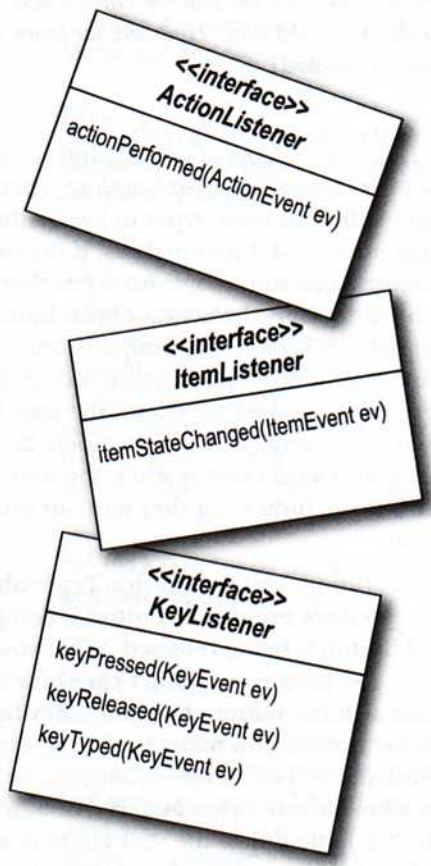 <<interface>>
ActionListener
actionPerformed(ActionEvent ev)
<<interface>>
ItemListener
itemStateChanged(ItemEvent ev)
<<interface>>
KeyListener
keyPressed(KeyEvent ev)
keyReleased(KeyEvent ev)
keyTyped(KeyEvent ev)